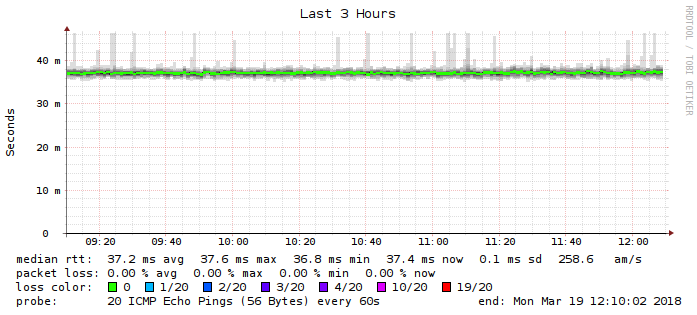 Last 3 Hours
RRDTOOL / TOBI OETIKER
Seconds
40 m
30 m
20 m
10 m
0
09:20 09:40 10:00 10:20 10:40 11:00 11:20 11:40 12:00
median rtt: 37.2 ms avg 37.6 ms max 36.8 ms min 37.4 ms now 0.1 ms sd 258.6 am/s
packet loss: 0.00 % avg 0.00 % max 0.00 % min 0.00 % now
loss color: 0 1/20 2/20 3/20 4/20 10/20 19/20
probe: 20 ICMP Echo Pings (56 Bytes) every 60s end: Mon Mar 19 12:10:02 2018